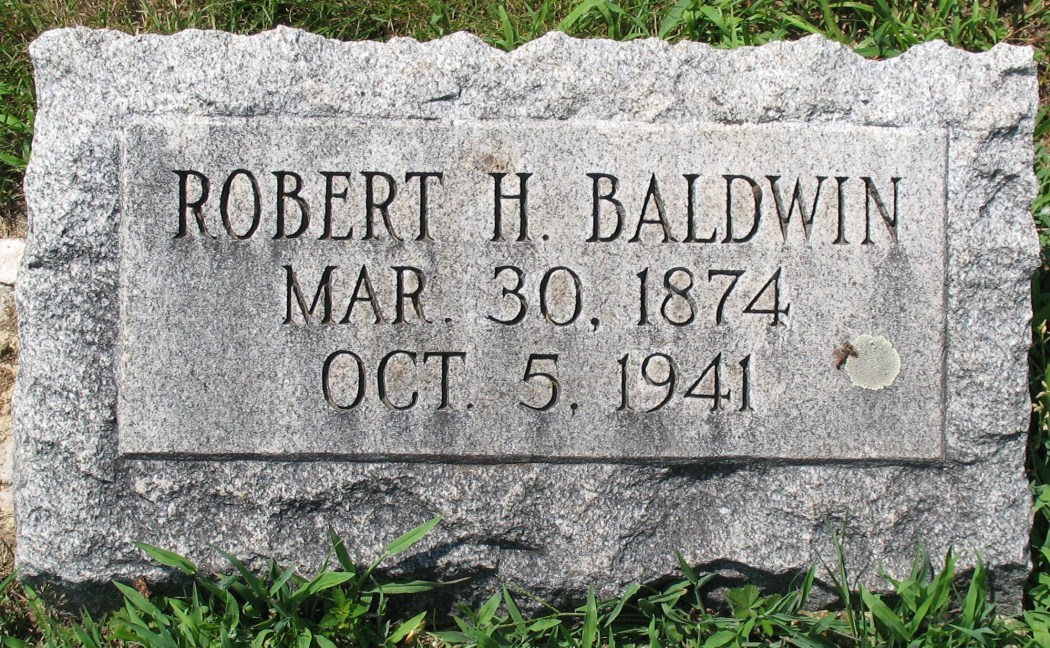 ROBERT H. BALDWIN
MAR. 30, 1874
OCT. 5, 1941